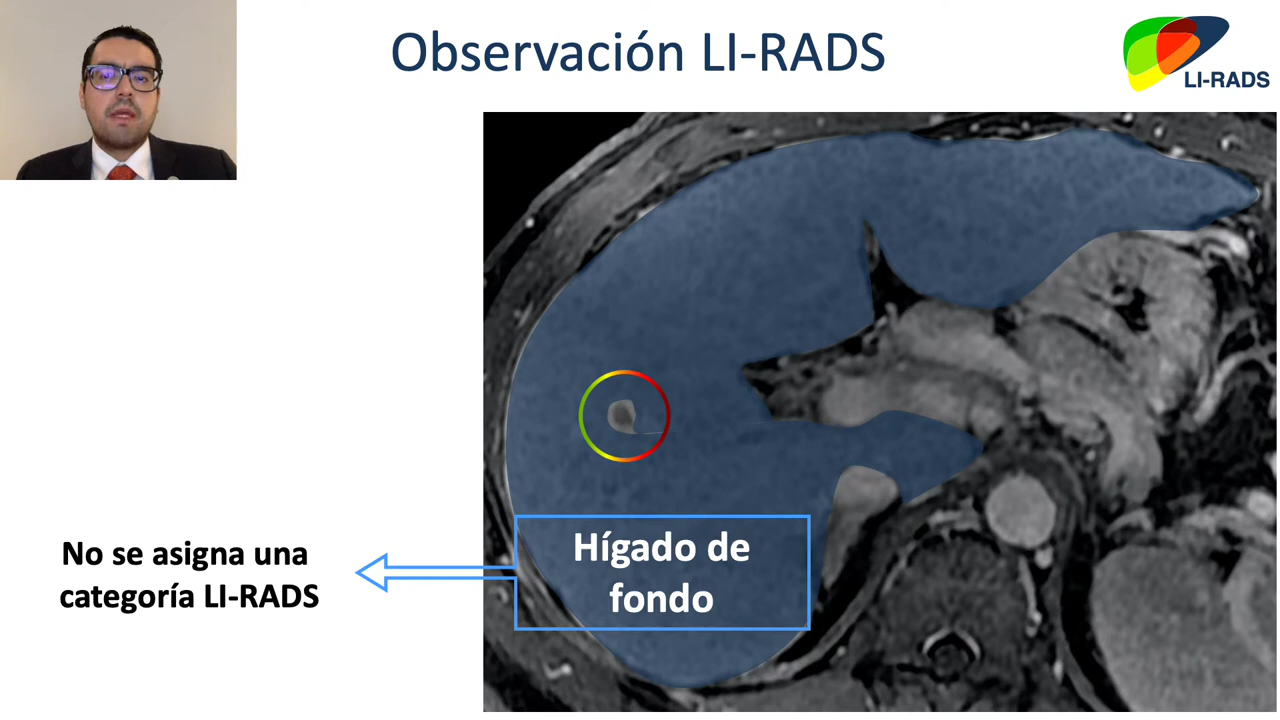 Observación LI-RADS
LI-RADS
No se asigna una
categoría LI-RADS
Hígado de
fondo